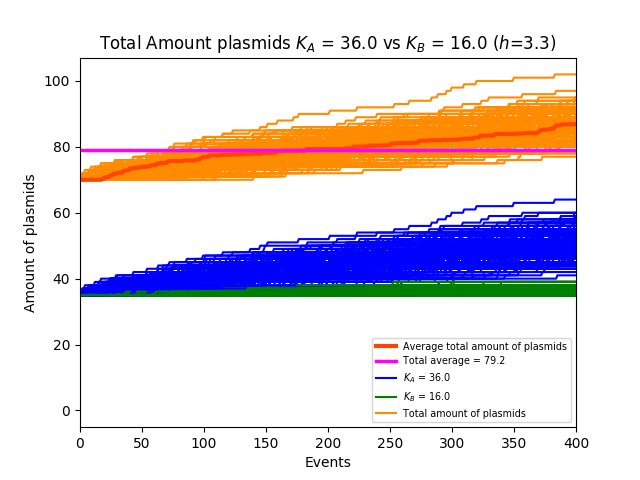 Total Amount plasmids K_A = 36.0 vs K_B = 16.0 (h=3.3)
Amount of plasmids
100
80
60
40
20
0
Average total amount of plasmids
Total average = 79.2
K_A = 36.0
K_B = 16.0
Total amount of plasmids
0 50 100 150 200 250 300 350 400
Events